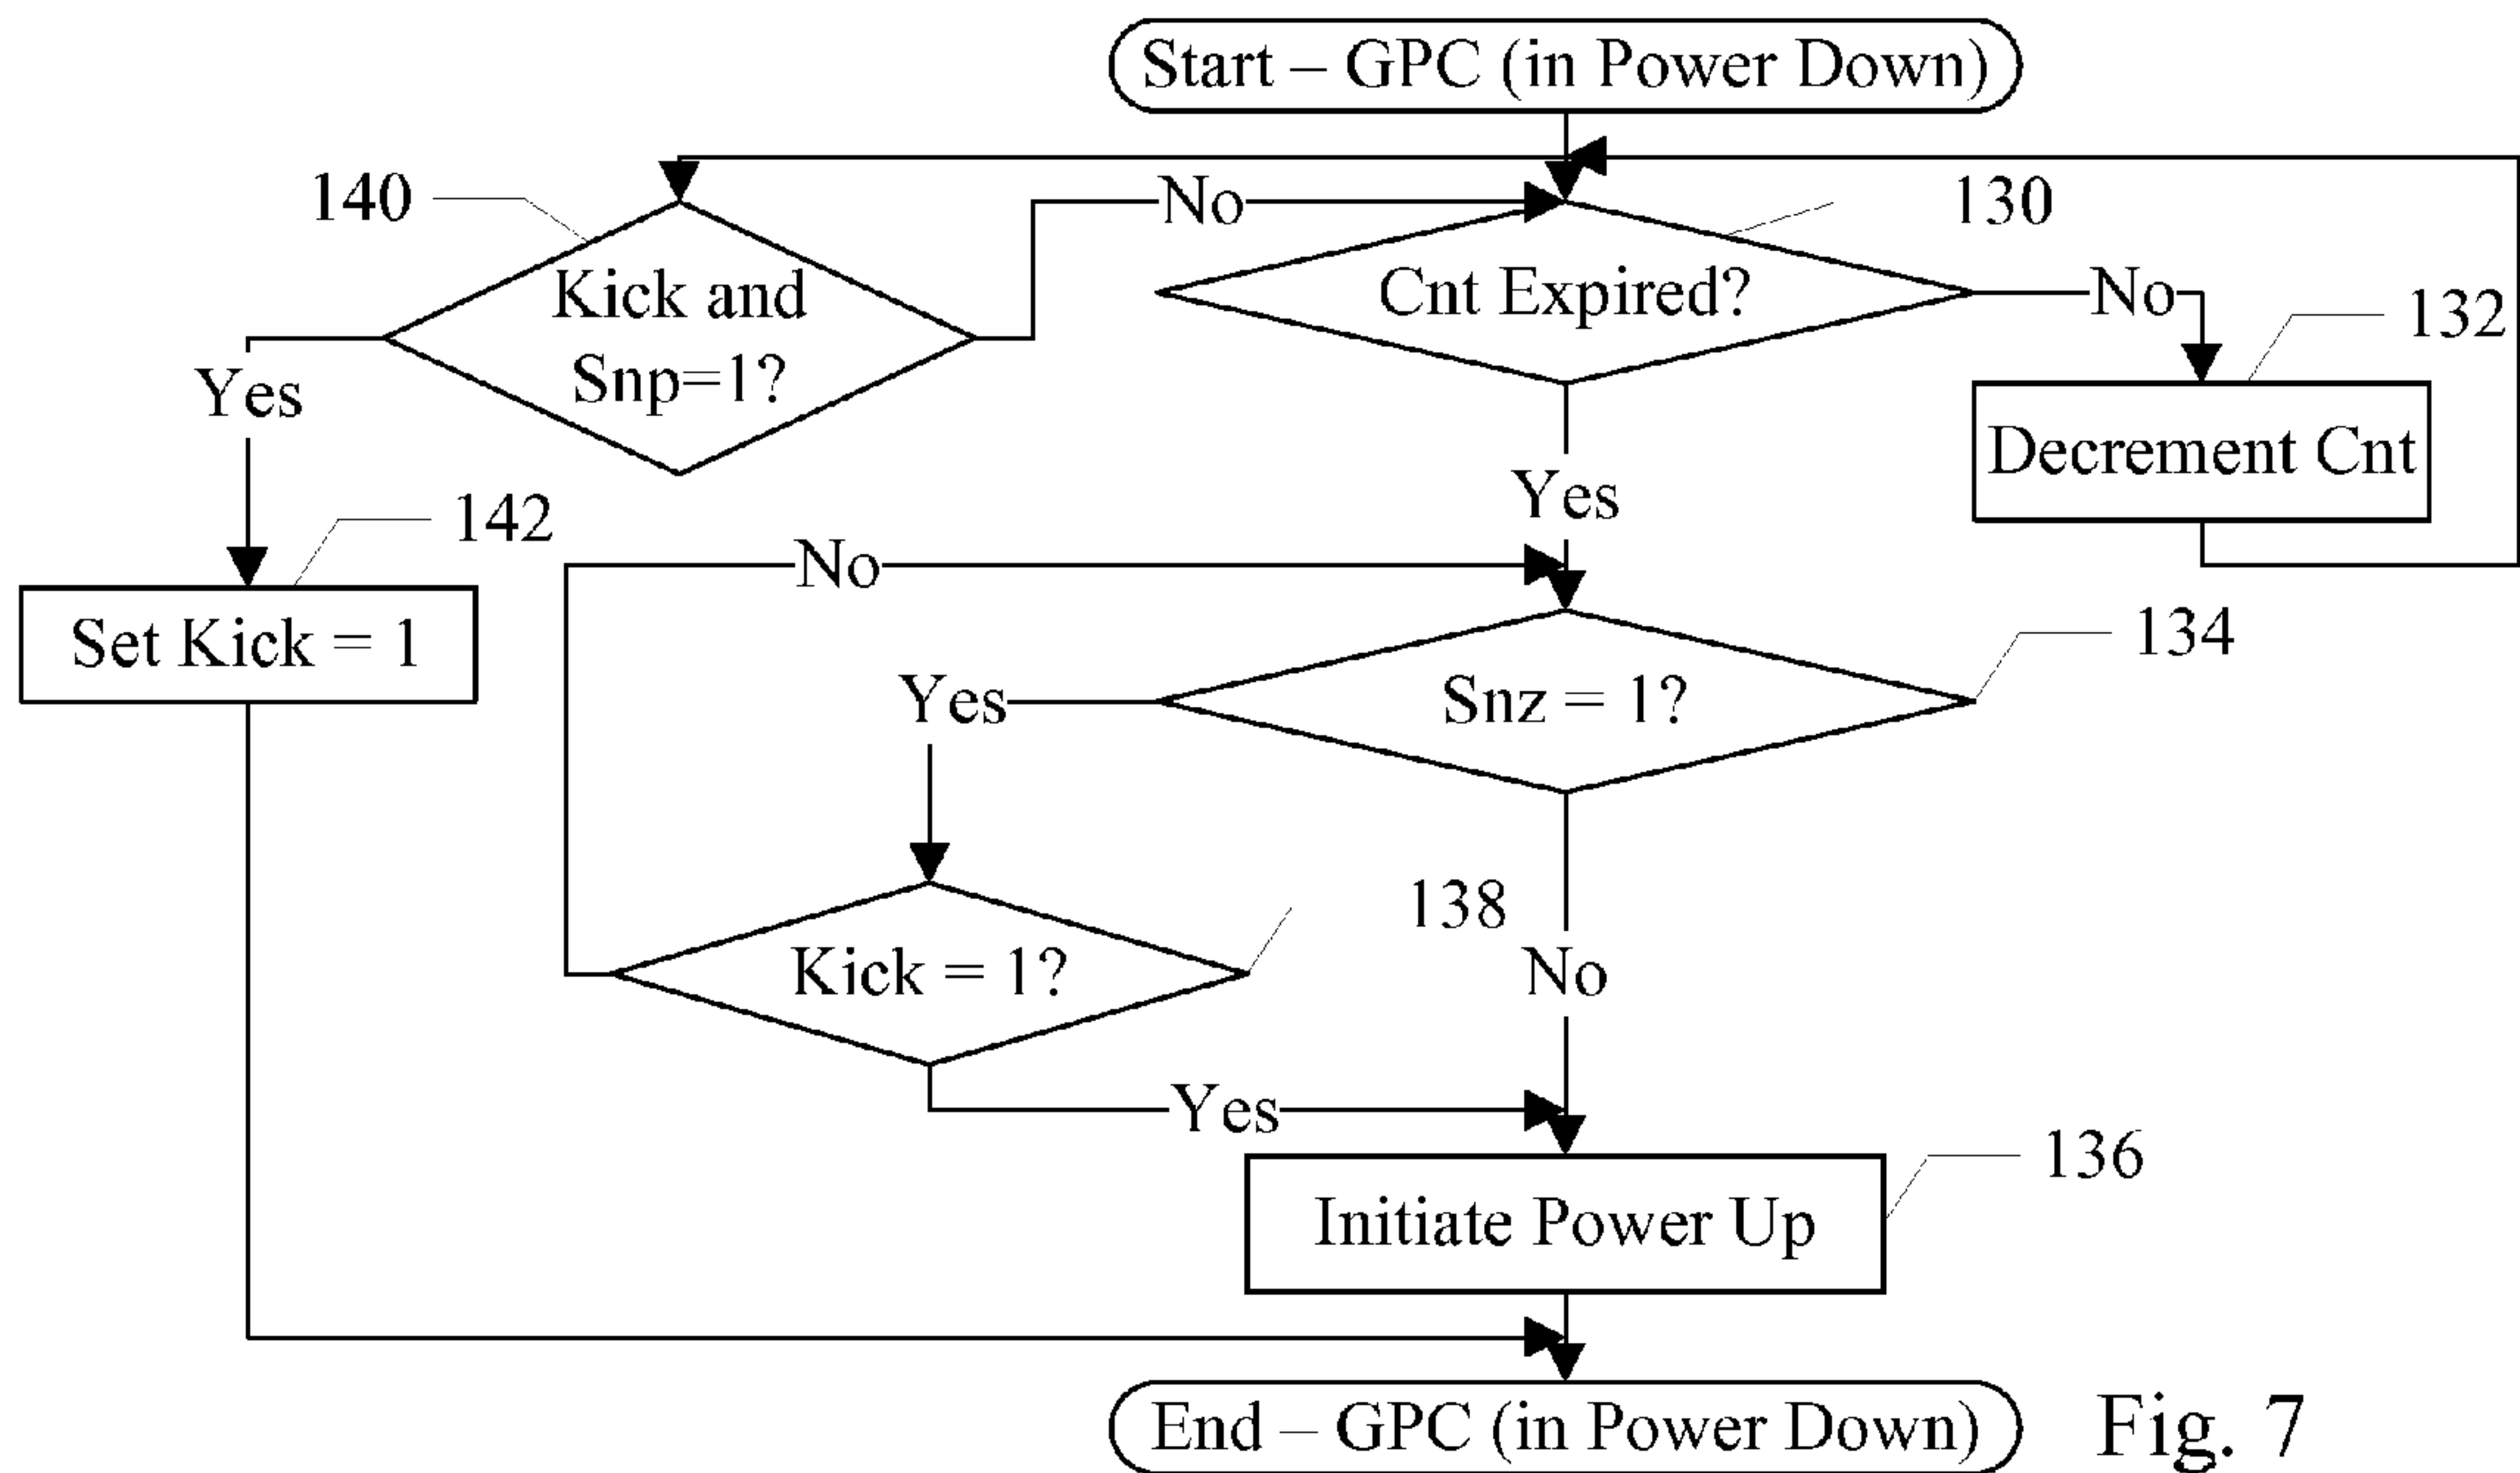 Start – GPC (in Power Down)
140
No
130
Kick and
Snp=1?
Cnt Expired?
No
132
Yes
Decrement Cnt
Yes
142
No
Set Kick = 1
134
Yes
Snz = 1?
138
Kick = 1?
No
Yes
136
Initiate Power Up
End – GPC (in Power Down)
Fig. 7